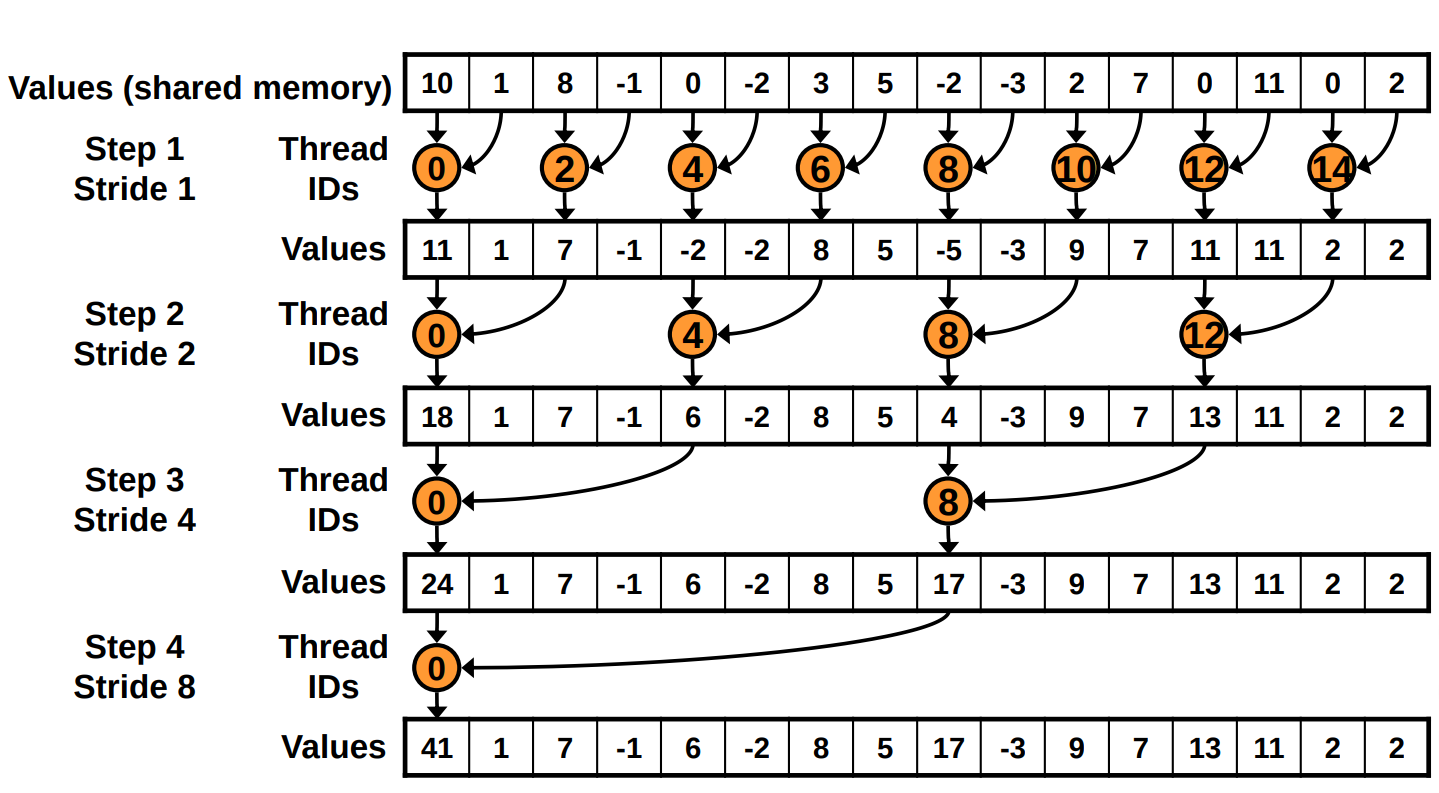 Values (shared memory) 10 1 8 -1 0 -2 3 5 -2 -3 2 7 0 11 0 2
Step 1 Thread
Stride 1 IDs
0 2 4 6 8 10 12 14
Values 11 1 7 -1 -2 -2 8 5 -5 -3 9 7 11 11 2 2
Step 2 Thread
Stride 2 IDs
0 4 8 12
Values 18 1 7 -1 6 -2 8 5 4 -3 9 7 13 11 2 2
Step 3 Thread
Stride 4 IDs
0 8
Values 24 1 7 -1 6 -2 8 5 17 -3 9 7 13 11 2 2
Step 4 Thread
Stride 8 IDs
0
Values 41 1 7 -1 6 -2 8 5 17 -3 9 7 13 11 2 2